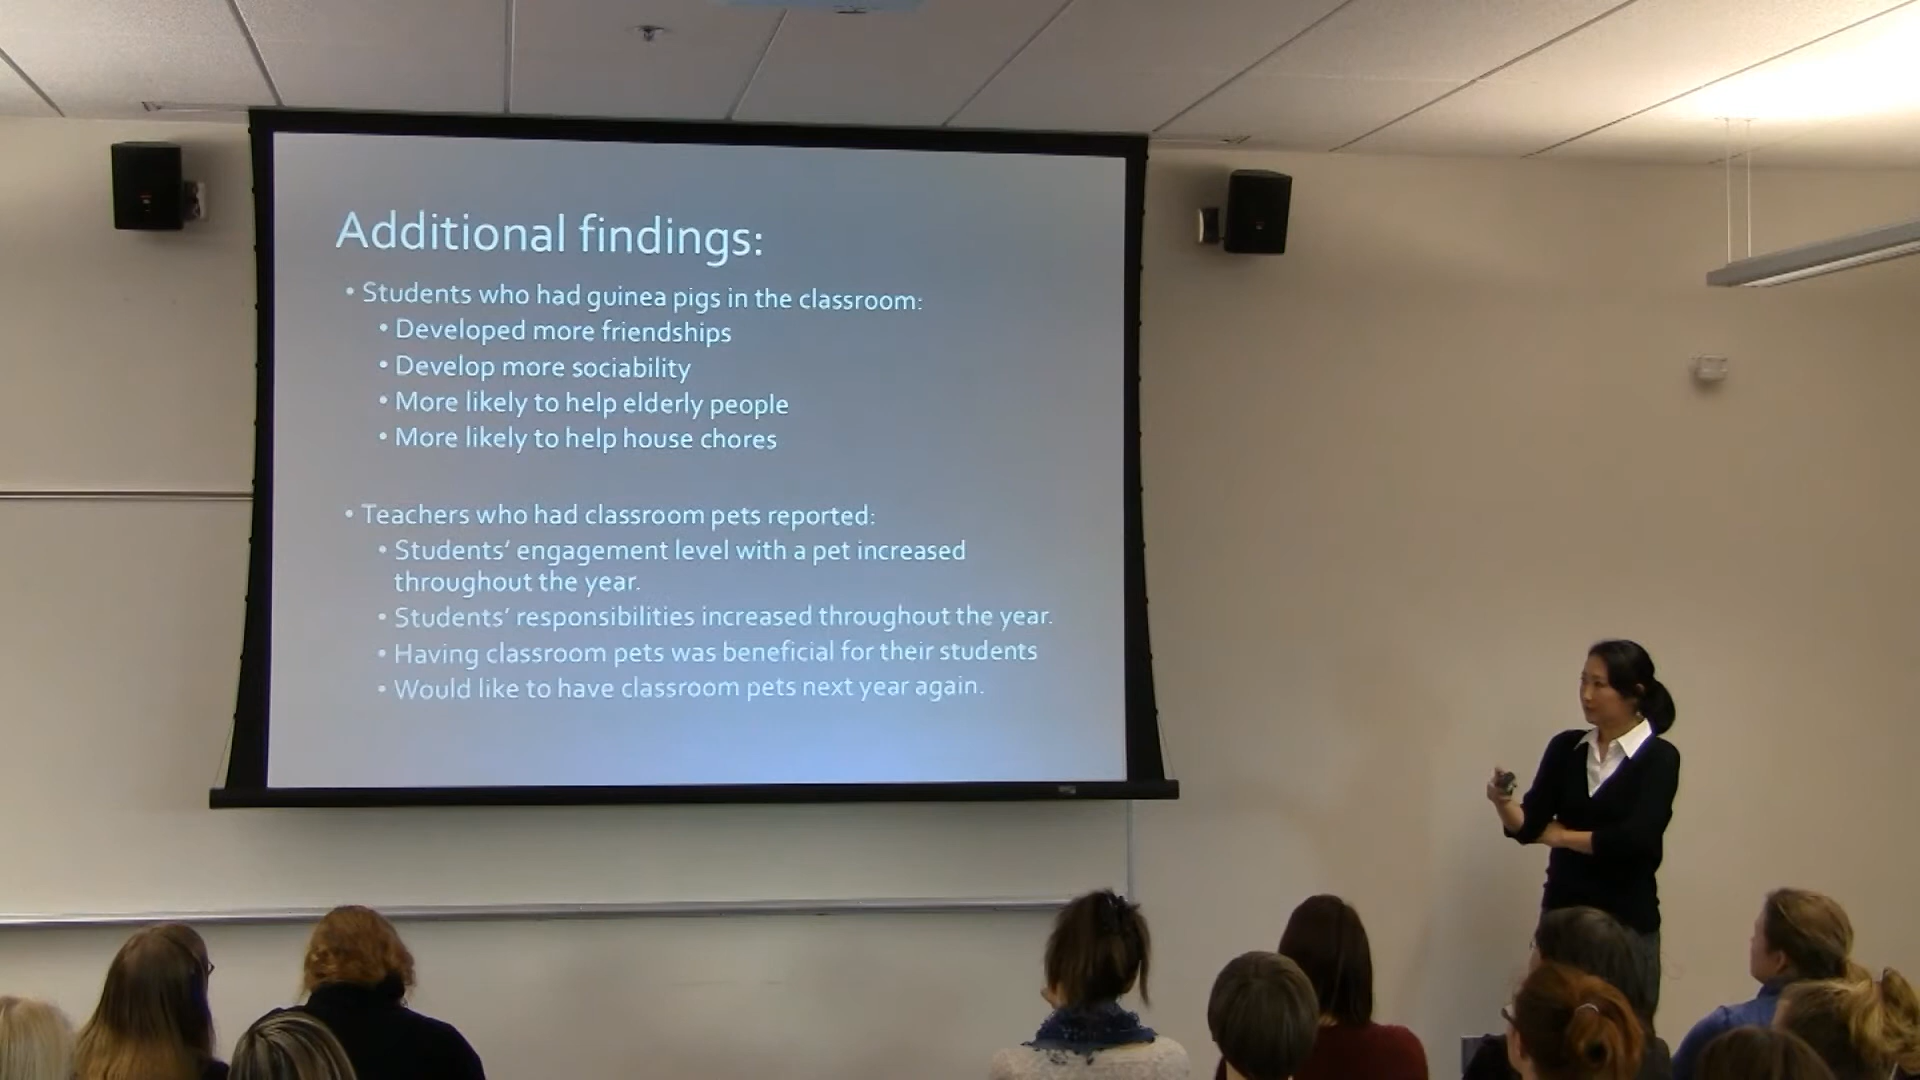 Additional findings:
• Students who had guinea pigs in the classroom:
• Developed more friendships
• Develop more sociability
• More likely to help elderly people
• More likely to help house chores
• Teachers who had classroom pets reported:
• Students’ engagement level with a pet increased
throughout the year.
• Students’ responsibilities increased throughout the year.
• Having classroom pets was beneficial for their students
• Would like to have classroom pets next year again.